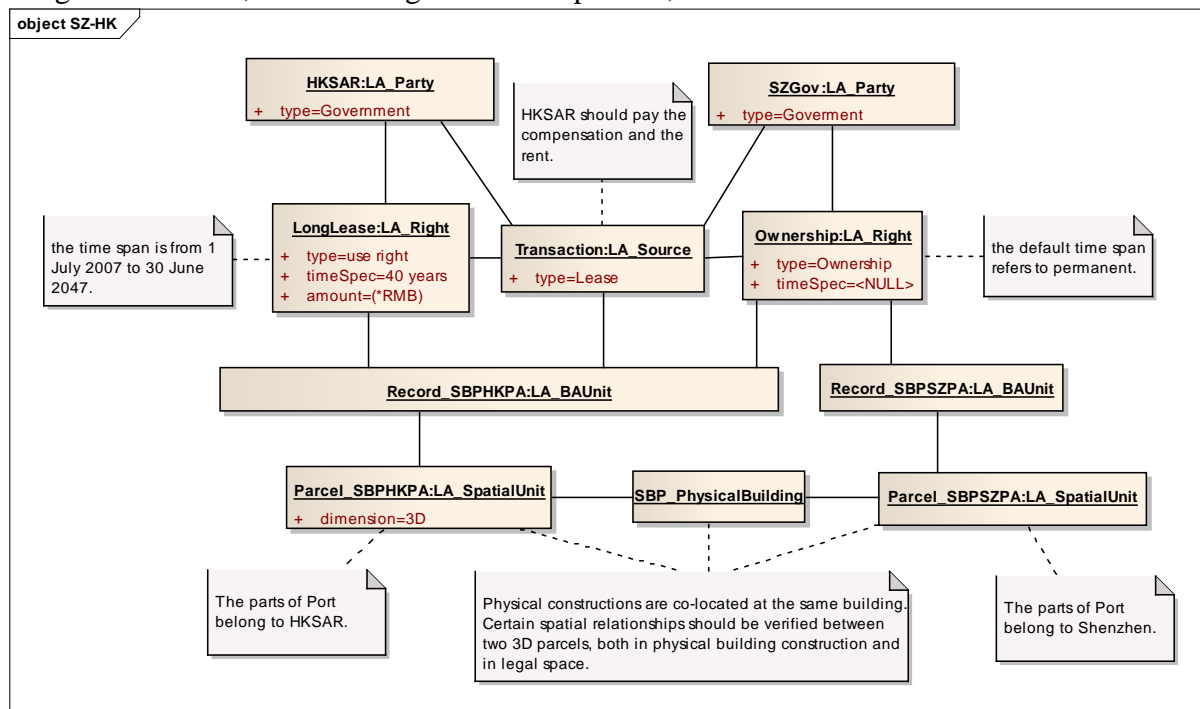 object SZ-HK
HKSAR:LA_Party
+ type=Government
HKSAR should pay the
compensation and the
rent.
SZGov:LA_Party
+ type=Goverment
the time span is from 1
July 2007 to 30 June
2047.
LongLease:LA_Right
+ type=use right
+ timeSpec=40 years
+ amount=(*RMB)
Transaction:LA_Source
+ type=Lease
Ownership:LA_Right
+ type=Ownership
+ timeSpec=<NULL>
the default time span
refers to permanent.
Record_SBPHKPA:LA_BAUnit
Record_SBPSZPA:LA_BAUnit
Parcel_SBPHKPA:LA_SpatialUnit
+ dimension=3D
SBP_PhysicalBuilding
Parcel_SBPSZPA:LA_SpatialUnit
The parts of Port
belong to HKSAR.
Physical constructions are co-located at the same building.
Certain spatial relationships should be verified between
two 3D parcels, both in physical building construction and
in legal space.
The parts of Port
belong to Shenzhen.